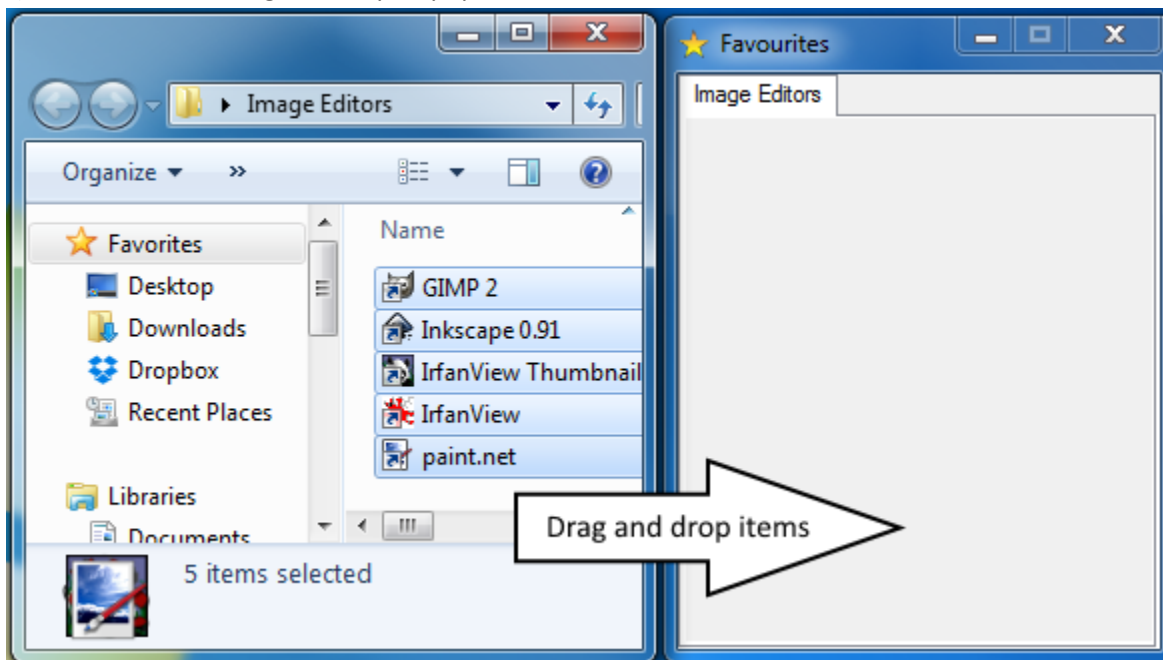 Image Editors
Organize »
Favorites
Desktop
Downloads
Dropbox
Recent Places
Libraries
Documents
Name
GIMP 2
Inkscape 0.91
IrfanView Thumbnail
IrfanView
paint.net
5 items selected
Favourites
Image Editors
Drag and drop items